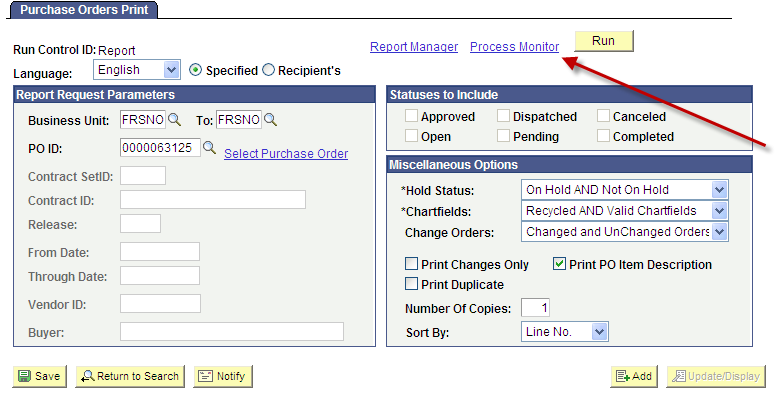 Purchase Orders Print
Run Control ID: Report
Report Manager Process Monitor Run
Language: English Specified Recipient's
Report Request Parameters
Business Unit: FRSNO To: FRSNO
PO ID: 0000063125 Select Purchase Order
Contract SetID:
Contract ID:
Release:
From Date:
Through Date:
Vendor ID:
Buyer:
Statuses to Include
Approved Dispatched Canceled
Open Pending Completed
Miscellaneous Options
*Hold Status: On Hold AND Not On Hold
*Chartfields: Recycled AND Valid Chartfields
Change Orders: Changed and UnChanged Orders
Print Changes Only Print PO Item Description
Print Duplicate
Number Of Copies: 1
Sort By: Line No.
Save Return to Search Notify Add Update/Display